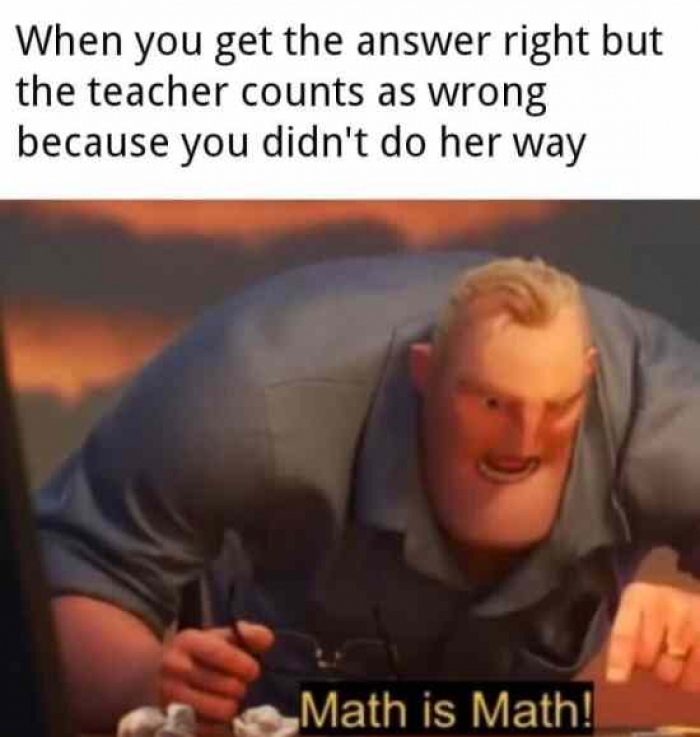 When you get the answer right but
the teacher counts as wrong
because you didn't do her way
Math is Math!